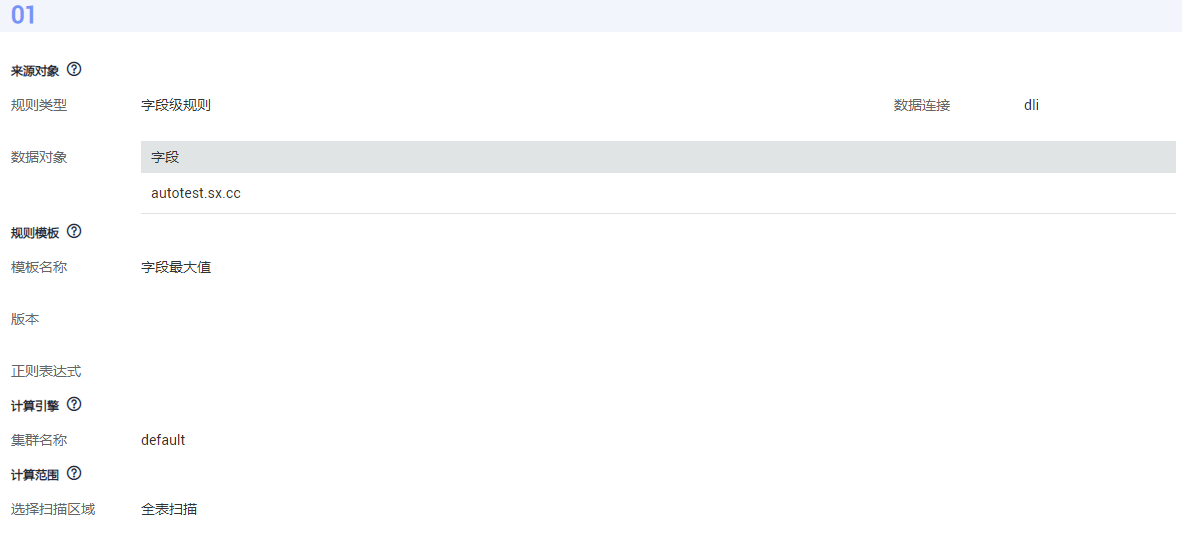 01
来源对象
规则类型 字段级规则 数据连接 dli
数据对象 字段
autotest.sx.cc
规则模板
模板名称 字段最大值
版本
正则表达式
计算引擎
集群名称 default
计算范围
选择扫描区域 全表扫描